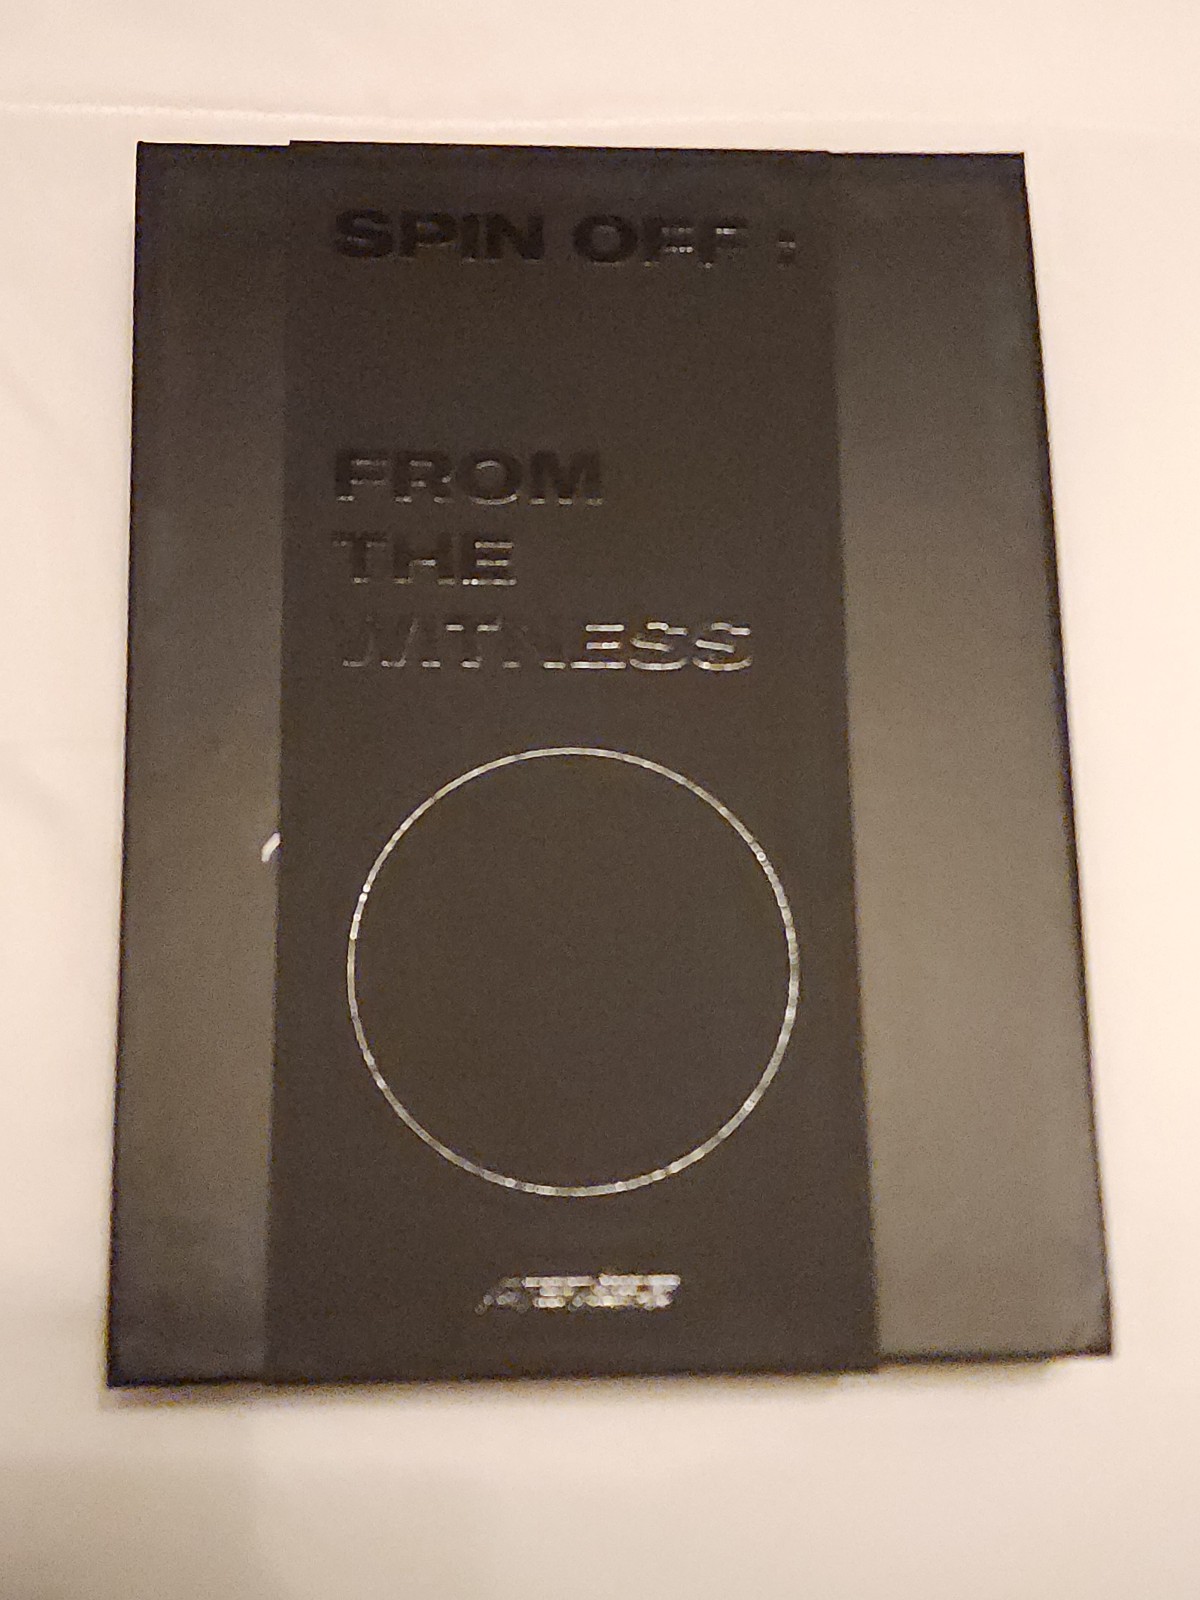 SPIN OFF :
FROM
THE
WITNESS
ATEEZ